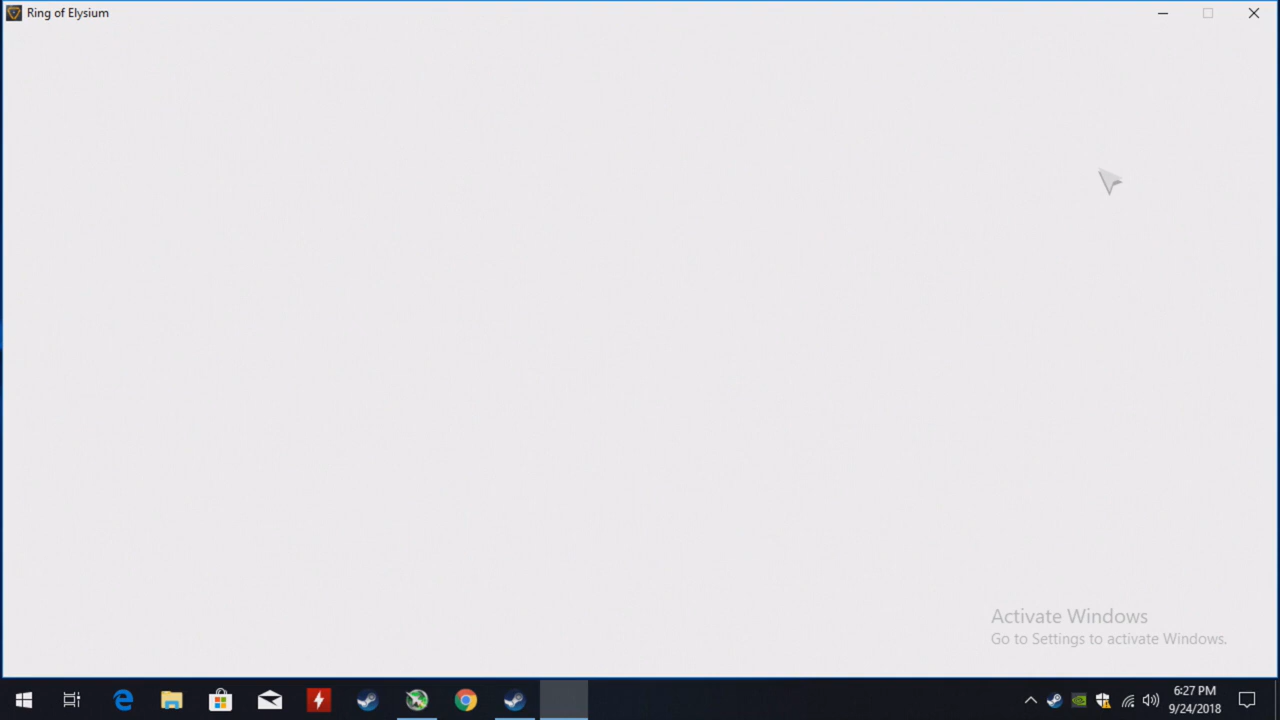 Ring of Elysium
Activate Windows
Go to Settings to activate Windows.
6:27 PM
9/24/2018